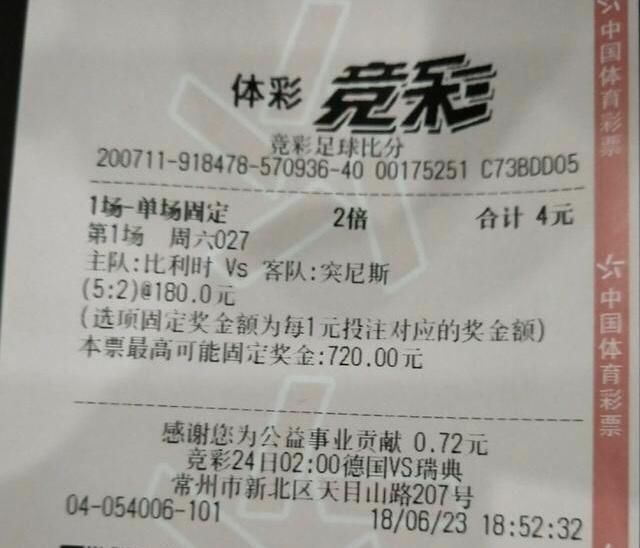 体彩 竞彩
竞彩足球比分
200711-918478-570936-40 00175251 C73BDD05
1场-单场固定 2倍 合计 4元
第1场 周六027
主队:比利时 Vs 客队:突尼斯
(5:2)@180.0元
(选项固定奖金额为每1元投注对应的奖金额)
本票最高可能固定奖金:720.00元
感谢您为公益事业贡献 0.72元
竞彩24日02:00德国VS瑞典
常州市新北区天目山路207号
04-054006-101 18/06/23 18:52:32
中国体育彩票
中国体育彩票